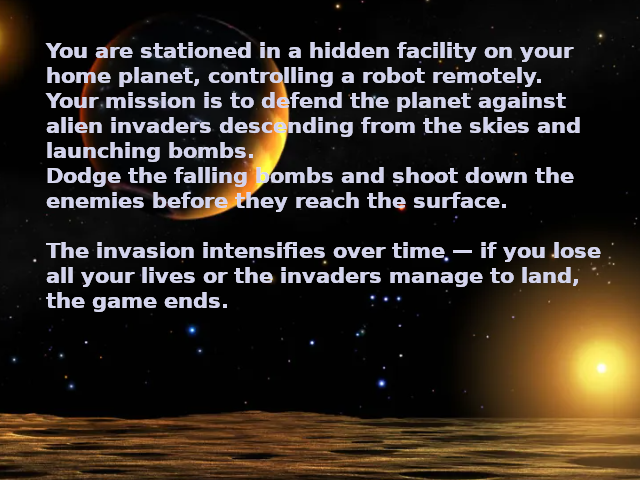 You are stationed in a hidden facility on your
home planet, controlling a robot remotely.
Your mission is to defend the planet against
alien invaders descending from the skies and
launching bombs.
Dodge the falling bombs and shoot down the
enemies before they reach the surface.

The invasion intensifies over time — if you lose
all your lives or the invaders manage to land,
the game ends.